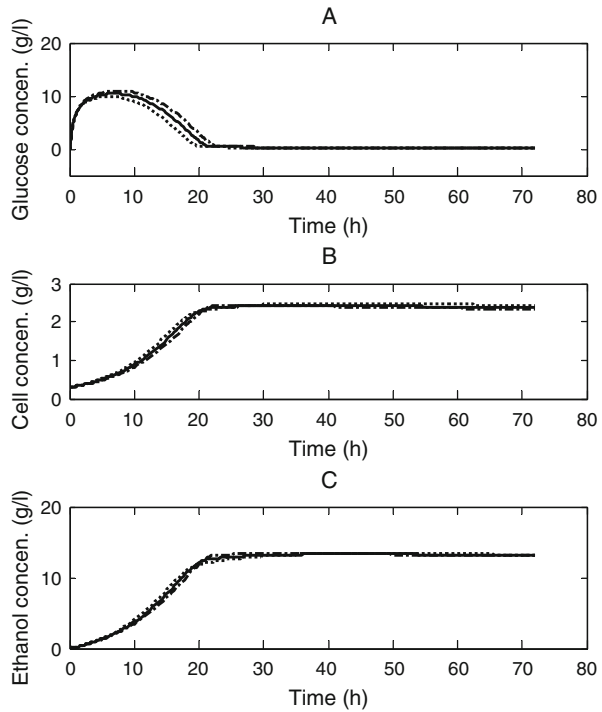 A
Glucose concen. (g/l)
20
10
0
0 10 20 30 40 50 60 70 80
Time (h)
B
Cell concen. (g/l)
3
2
1
0
0 10 20 30 40 50 60 70 80
Time (h)
C
Ethanol concen. (g/l)
20
10
0
0 10 20 30 40 50 60 70 80
Time (h)